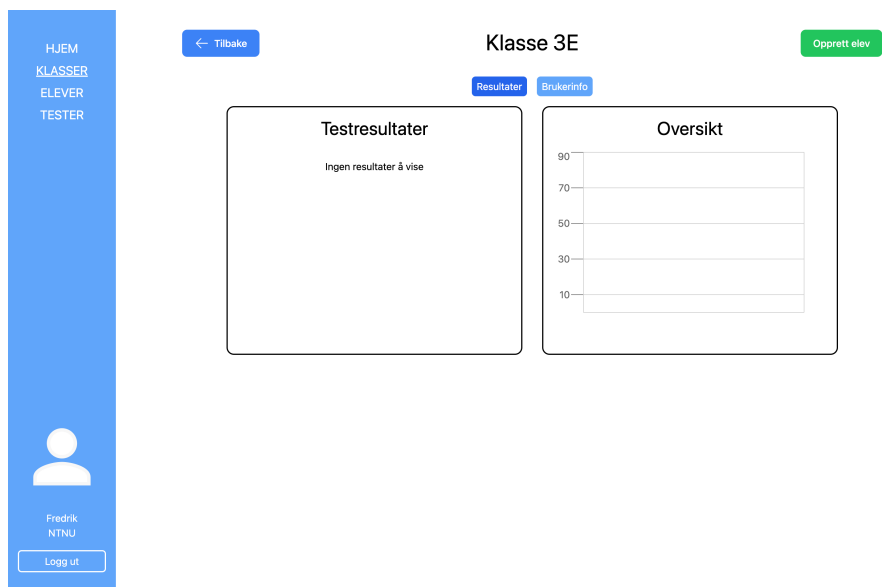 HJEM
KLASSER
ELEVER
TESTER
Fredrik
NTNU
Logg ut
Tilbake
Klasse 3E
Opprett elev
Resultater
Brukerinfo
Testresultater
Ingen resultater å vise
Oversikt
90
70
50
30
10